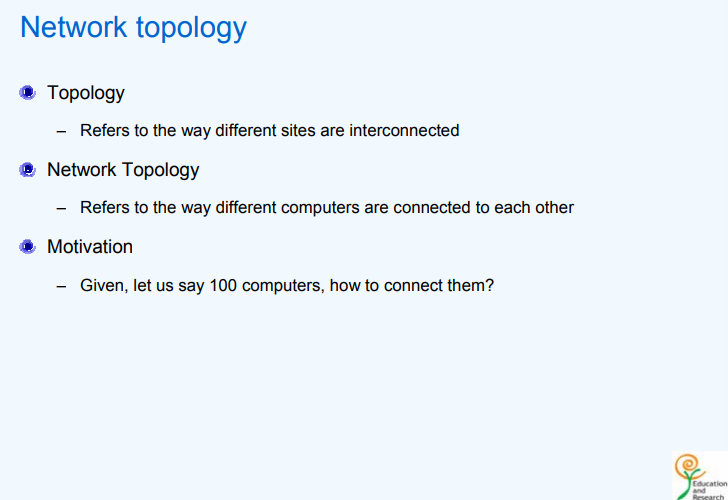 Network topology
Topology
– Refers to the way different sites are interconnected
Network Topology
– Refers to the way different computers are connected to each other
Motivation
– Given, let us say 100 computers, how to connect them?
Education
and
Research